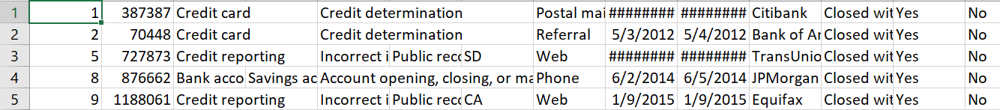 1 1 387387 Credit card Credit determination Postal mai ######## ######## Citibank Closed wit Yes No
2 2 70448 Credit card Credit determination Referral 5/3/2012 5/4/2012 Bank of Ar Closed wit Yes No
3 5 727873 Credit reporting Incorrect i Public recc SD Web ######## ######## TransUnio Closed wit Yes No
4 8 876662 Bank acco Savings ac Account opening, closing, or ma Phone 6/2/2014 6/5/2014 JPMorgan Closed wit Yes No
5 9 1188061 Credit reporting Incorrect i Public recc CA Web 1/9/2015 1/9/2015 Equifax Closed wit Yes No